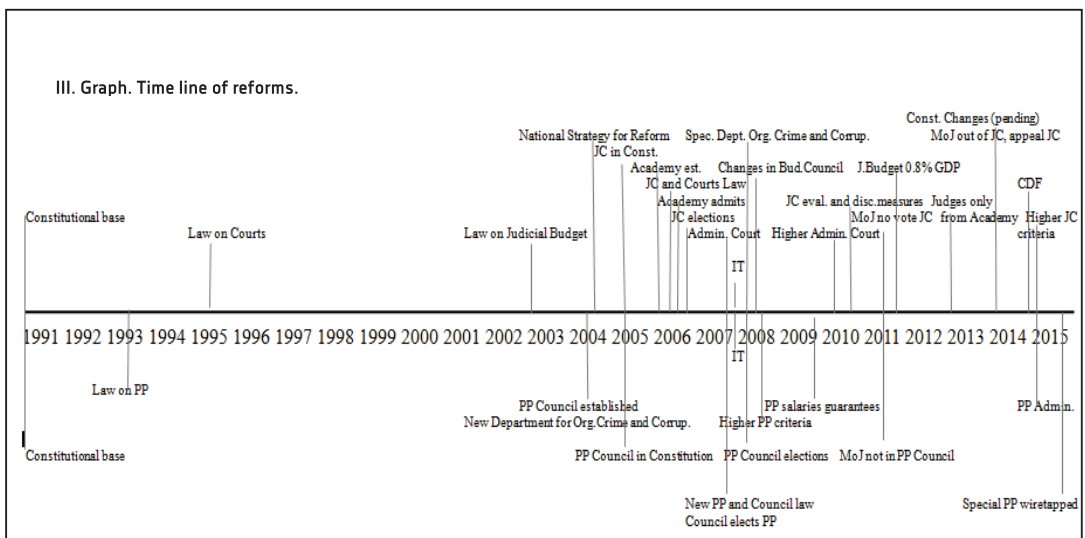 III. Graph. Time line of reforms.
Const. Changes (pending)
National Strategy for Reform Spec. Dept. Org. Crime and Corrup. MoJ out of JC, appeal JC
JC in Const.
Academy est. Changes in Bud.Council J.Budget 0.8% GDP
JC and Courts Law CDF
Academy admits JC eval. and disc.measures Judges only
Constitutional base JC elections MoJ no vote JC from Academy Higher JC
Law on Courts Law on Judicial Budget Admin. Court Higher Admin. Court criteria
IT
1991 1992 1993 1994 1995 1996 1997 1998 1999 2000 2001 2002 2003 2004 2005 2006 2007 2008 2009 2010 2011 2012 2013 2014 2015
IT
Law on PP
PP Council established PP salaries guarantees PP Admin.
New Department for Org.Crime and Corrup. Higher PP criteria
Constitutional base PP Council in Constitution PP Council elections MoJ not in PP Council
New PP and Council law Special PP wiretapped
Council elects PP